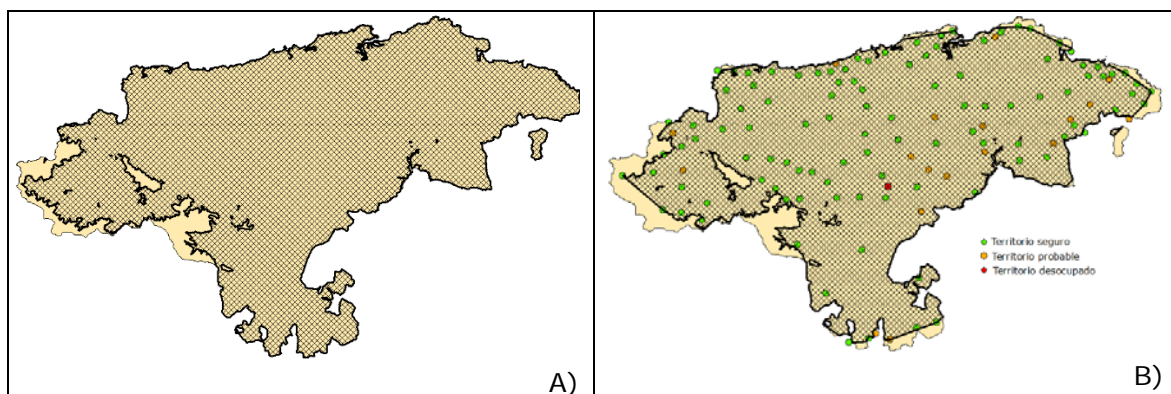 A)
Territorio seguro
Territorio probable
Territorio desocupado
B)